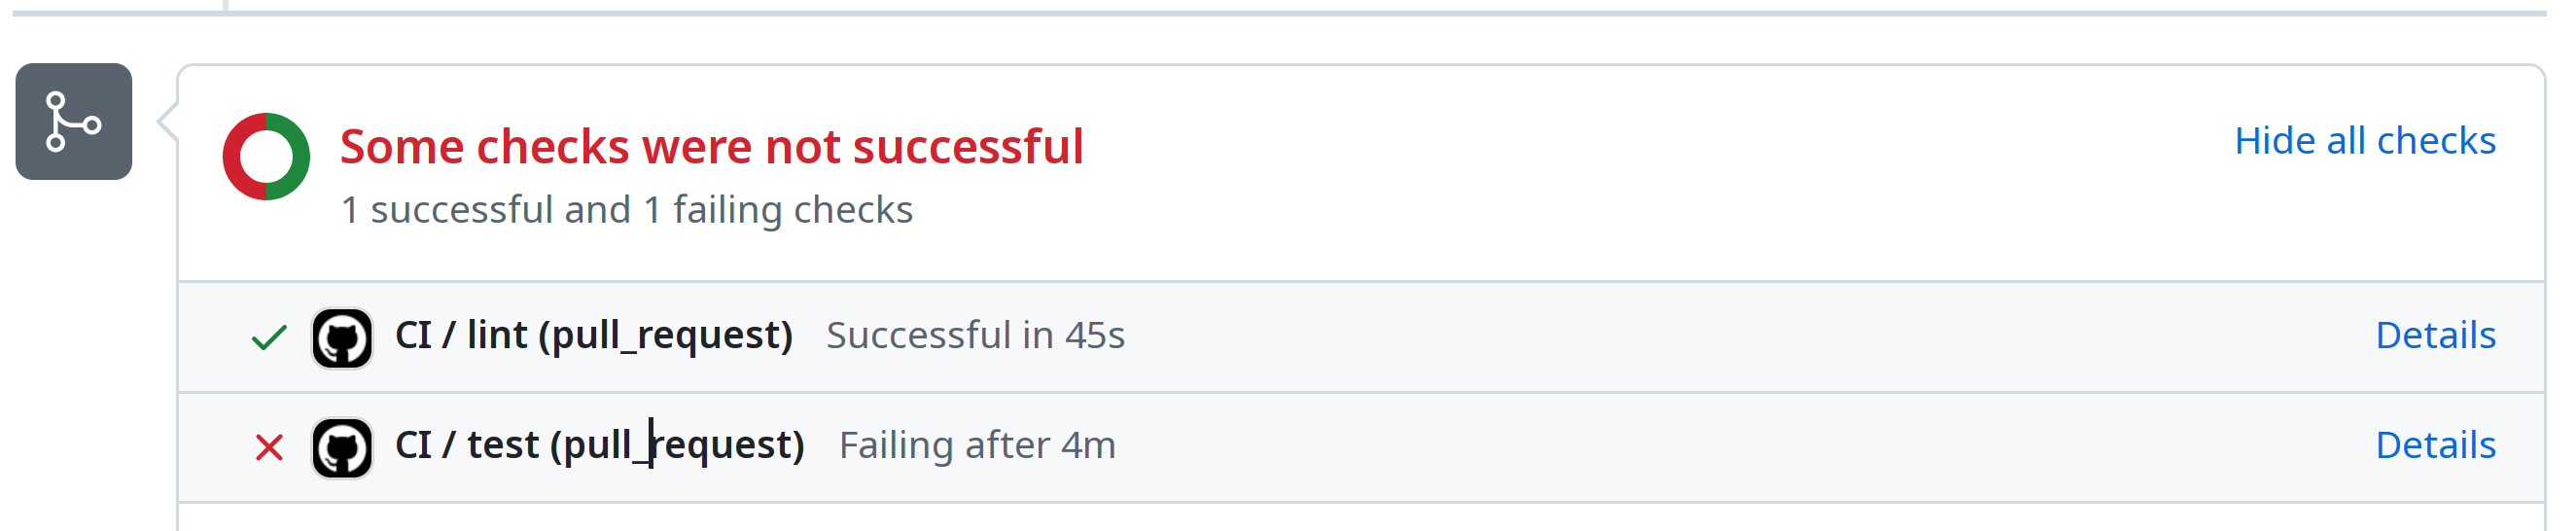 Some checks were not successful
Hide all checks
1 successful and 1 failing checks
CI / lint (pull_request) Successful in 45s Details
CI / test (pull_request) Failing after 4m Details